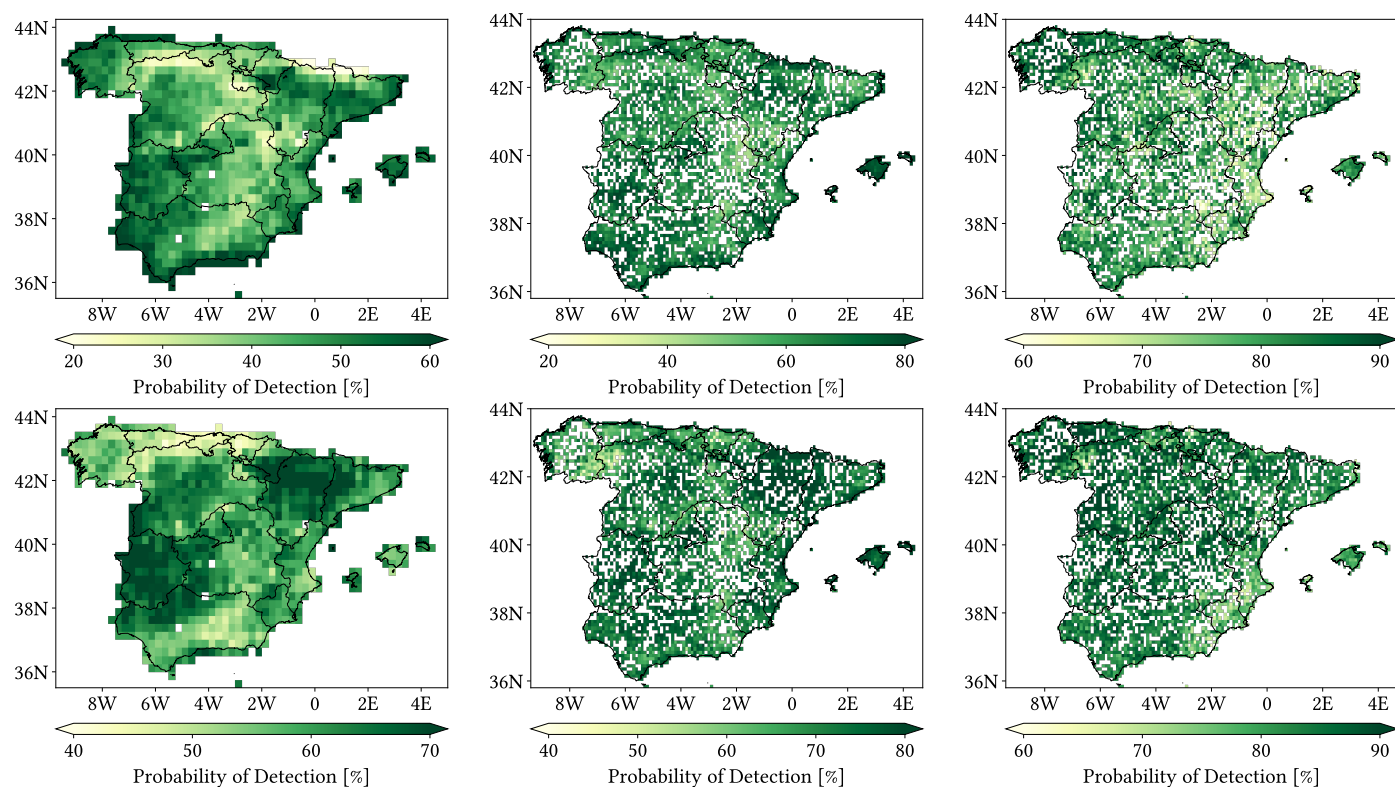 44N 44N 44N
42N 42N 42N
40N 40N 40N
38N 38N 38N
36N 36N 36N
8W 6W 4W 2W 0 2E 4E 8W 6W 4W 2W 0 2E 4E 8W 6W 4W 2W 0 2E 4E
20 30 40 50 60 20 40 60 80 60 70 80 90
Probability of Detection [%] Probability of Detection [%] Probability of Detection [%]
44N 44N 44N
42N 42N 42N
40N 40N 40N
38N 38N 38N
36N 36N 36N
8W 6W 4W 2W 0 2E 4E 8W 6W 4W 2W 0 2E 4E 8W 6W 4W 2W 0 2E 4E
40 50 60 70 40 50 60 70 80 60 70 80 90
Probability of Detection [%] Probability of Detection [%] Probability of Detection [%]